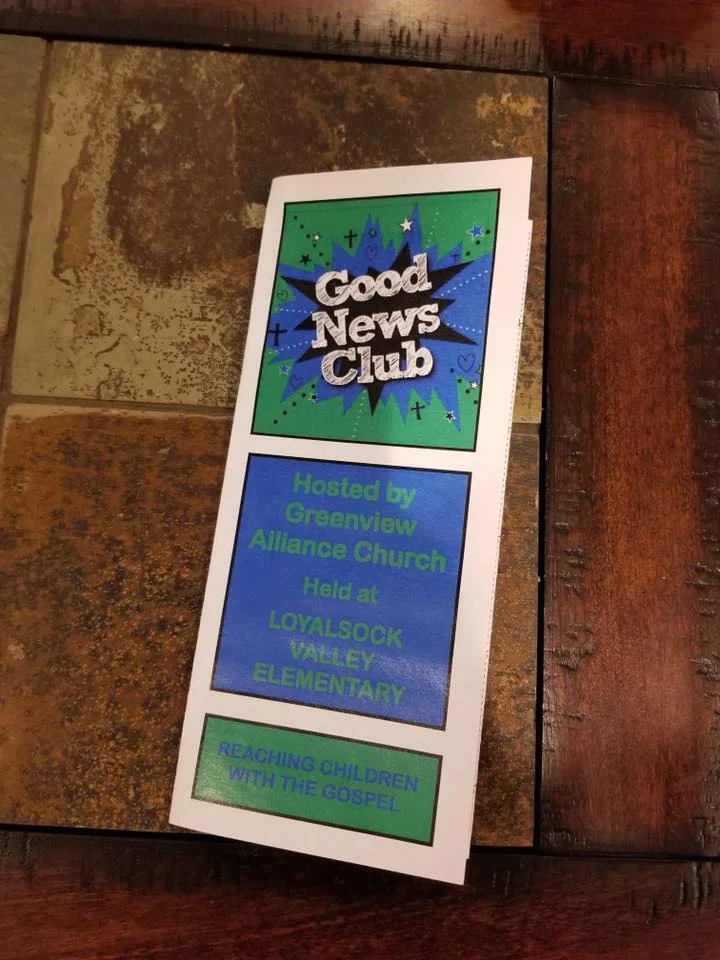 Good
News
Club
Hosted by
Greenview
Alliance Church
Held at
LOYALSOCK
VALLEY
ELEMENTARY
REACHING CHILDREN
WITH THE GOSPEL